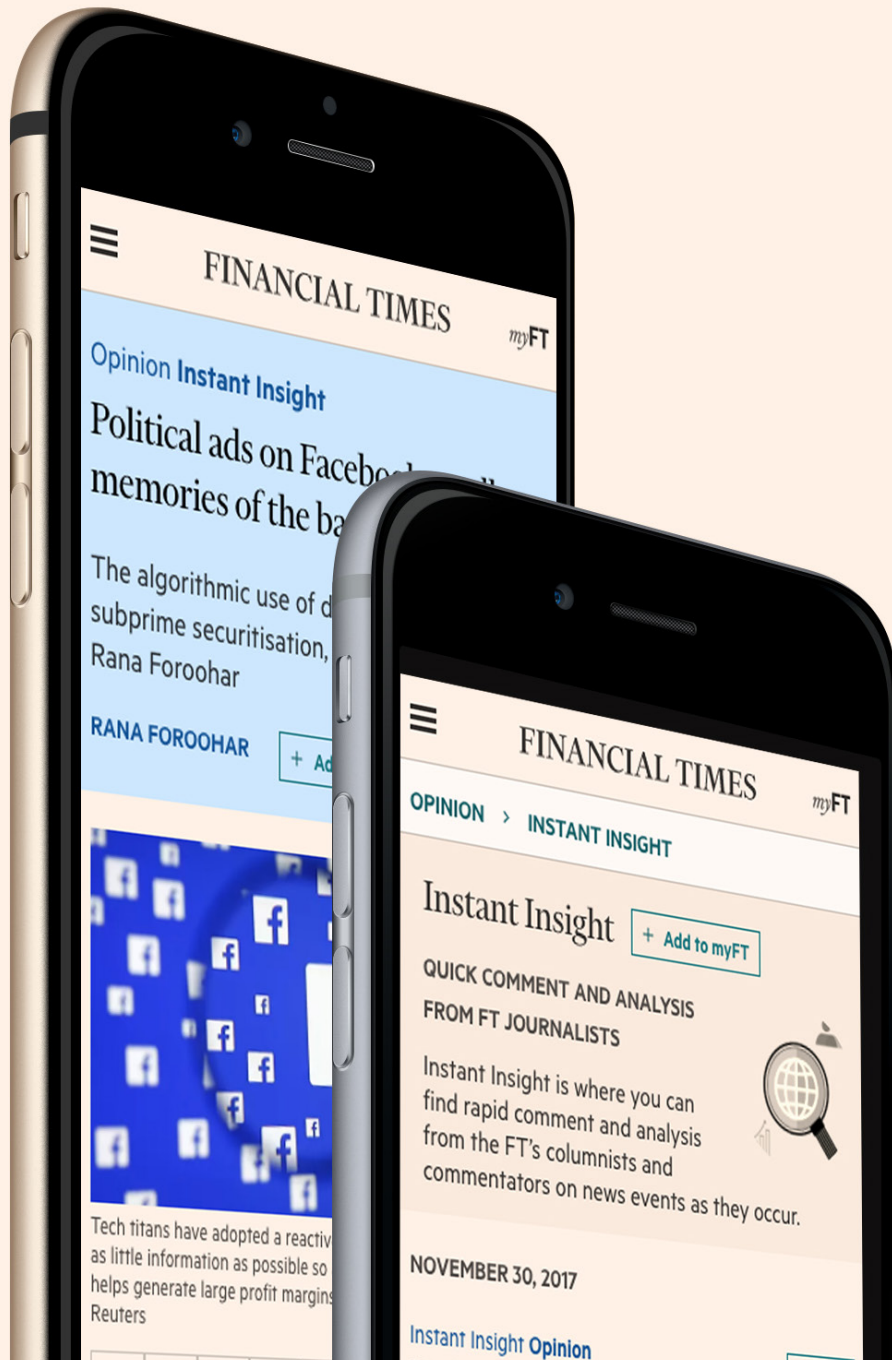 FINANCIAL TIMES
myFT
Opinion Instant Insight
Political ads on
memories of the
The algorithmic use of
subprime securitisation,
Rana Foroohar
RANA FOROOHAR
+
Tech titans have adopted a
as little information as possible so
helps generate large profit margins
Reuters
FINANCIAL TIMES
myFT
OPINION > INSTANT INSIGHT
Instant Insight
+ Add to myFT
QUICK COMMENT AND ANALYSIS
FROM FT JOURNALISTS
Instant Insight is where you can
find rapid comment and analysis
from the FT's columnists and
commentators on news events as they occur.
NOVEMBER 30, 2017
Instant Insight Opinion